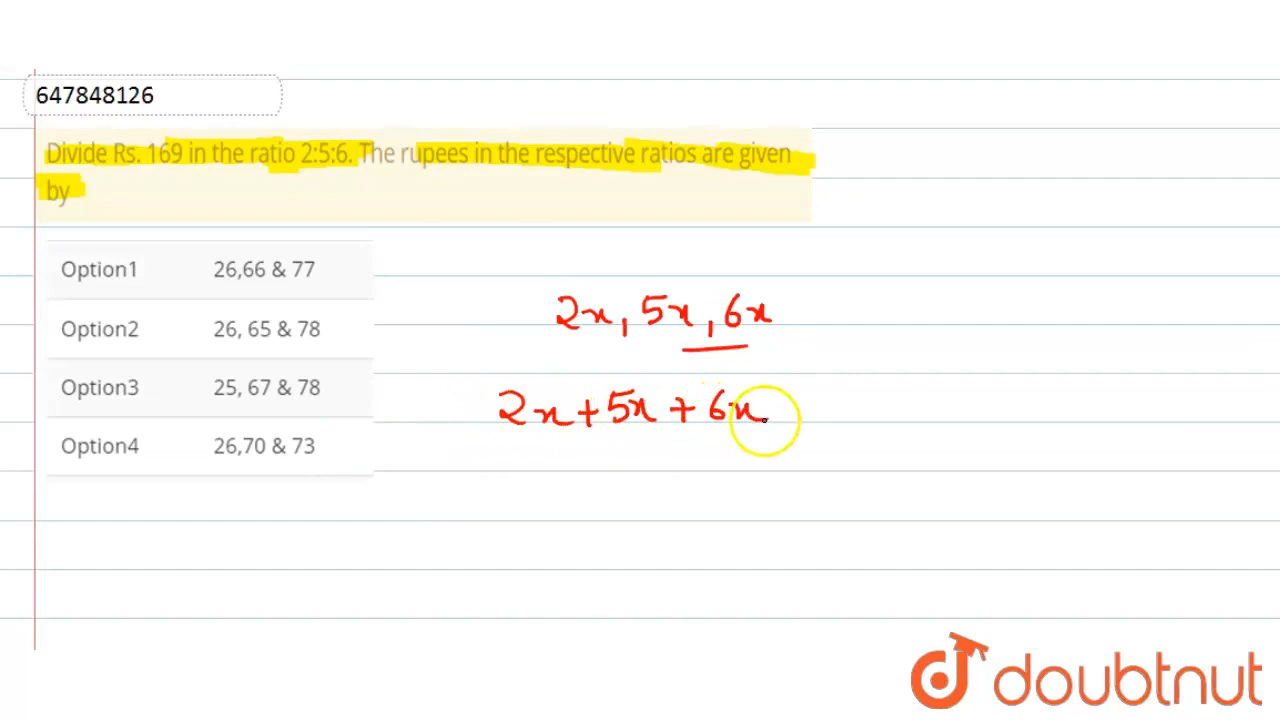 647848126
Divide Rs. 169 in the ratio 2:5:6. The rupees in the respective ratios are given
by
Option1 26,66 & 77
Option2 26, 65 & 78
Option3 25, 67 & 78
Option4 26,70 & 73
2x, 5x, 6x
2x+5x+6x
doubtnut